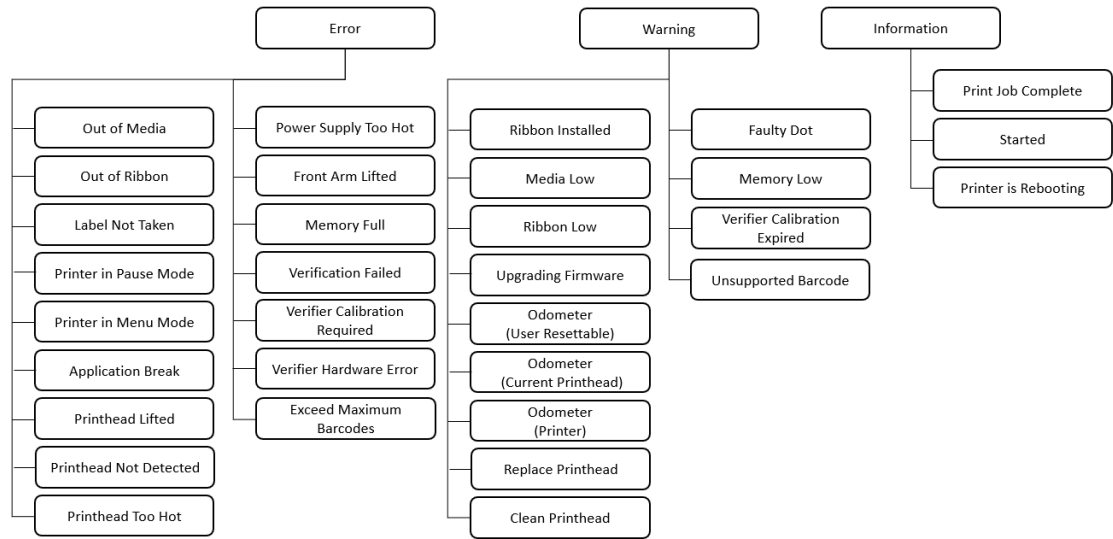 Error
Out of Media
Out of Ribbon
Label Not Taken
Printer in Pause Mode
Printer in Menu Mode
Application Break
Printhead Lifted
Printhead Not Detected
Printhead Too Hot
Power Supply Too Hot
Front Arm Lifted
Memory Full
Verification Failed
Verifier Calibration
Required
Verifier Hardware Error
Exceed Maximum
Barcodes
Warning
Ribbon Installed
Media Low
Ribbon Low
Upgrading Firmware
Odometer
(User Resettable)
Odometer
(Current Printhead)
Odometer
(Printer)
Replace Printhead
Clean Printhead
Faulty Dot
Memory Low
Verifier Calibration
Expired
Unsupported Barcode
Information
Print Job Complete
Started
Printer is Rebooting